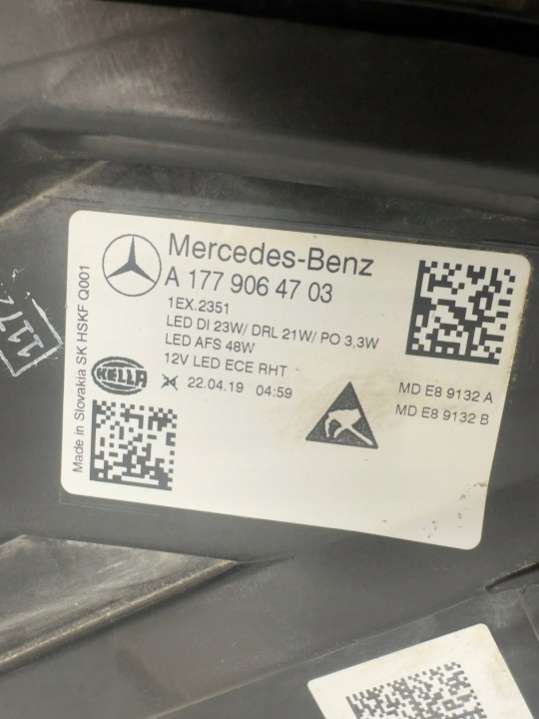 Mercedes-Benz
A 177 906 47 03
1EX.2351
LED DI 23W/ DRL 21W/ PO 3,3W
LED AFS 48W
12V LED ECE RHT
22.04.19 04:59
HELLA
MD E8 9132 A
MD E8 9132 B
Made in Slovakia SK HSKF Q001